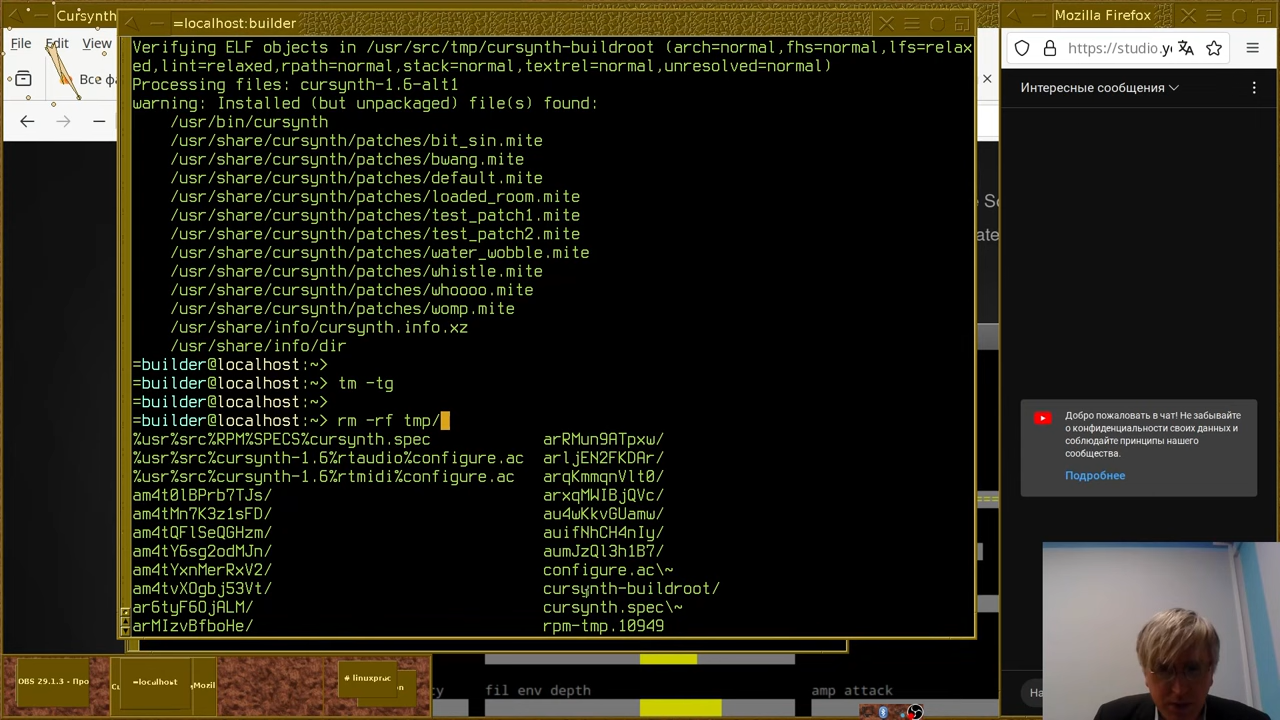 Cursynth
=localhost:builder
Mozilla Firefox
File Edit View
Все фа
https://studio.y
Интересные сообщения
Verifying ELF objects in /usr/src/tmp/cursynth-buildroot (arch=normal,fhs=normal,lfs=relax
ed,lint=relaxed,rpath=normal,stack=normal,textrel=normal,unresolved=normal)
Processing files: cursynth-1.6-alt1
warning: Installed (but unpackaged) file(s) found:
/usr/bin/cursynth
/usr/share/cursynth/patches/bit_sin.mite
/usr/share/cursynth/patches/bwang.mite
/usr/share/cursynth/patches/default.mite
/usr/share/cursynth/patches/loaded_room.mite
/usr/share/cursynth/patches/test_patch1.mite
/usr/share/cursynth/patches/test_patch2.mite
/usr/share/cursynth/patches/water_wobble.mite
/usr/share/cursynth/patches/whistle.mite
/usr/share/cursynth/patches/whoooo.mite
/usr/share/cursynth/patches/womp.mite
/usr/share/info/cursynth.info.xz
/usr/share/info/dir
=builder@localhost:~>
=builder@localhost:~> tm -tg
=builder@localhost:~>
=builder@localhost:~> rm -rf tmp/
%usr%src%RPM%SPECS%cursynth.spec arRMun9ATpxw/
%usr%src%cursynth-1.6%rtaudio%configure.ac arljEN2FKDAr/
%usr%src%cursynth-1.6%rtmidi%configure.ac arqKmmqnVlt0/
am4t0lBPrb7TJs/ arxqMWIBjQVc/
am4tMn7K3z1sFD/ au4wKkvGUamw/
am4tQFlSeQGHzm/ auifNhCH4nIy/
am4tY6sg2odMJn/ aumJzQl3h1B7/
am4tYxnMerRxV2/ configure.ac\~
am4tvXOgbj53Vt/ cursynth-buildroot/
ar6tyF6OjALM/ cursynth.spec\~
arMIzvBfboHe/ rpm-tmp.10949
Добро пожаловать в чат! Не забывайте
о конфиденциальности своих данных и
соблюдайте принципы нашего
сообщества.
Подробнее
На
OBS 29.1.3 - Про
=localhost
Mozil
# linuxprac
on
fil env depth
amp attack